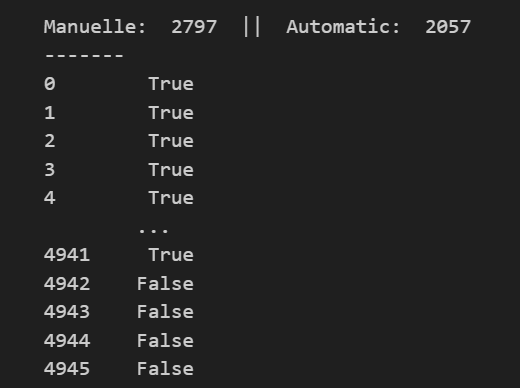 Manuelle:  2797  ||  Automatic:  2057
-------
0        True
1        True
2        True
3        True
4        True
        ...
4941     True
4942    False
4943    False
4944    False
4945    False